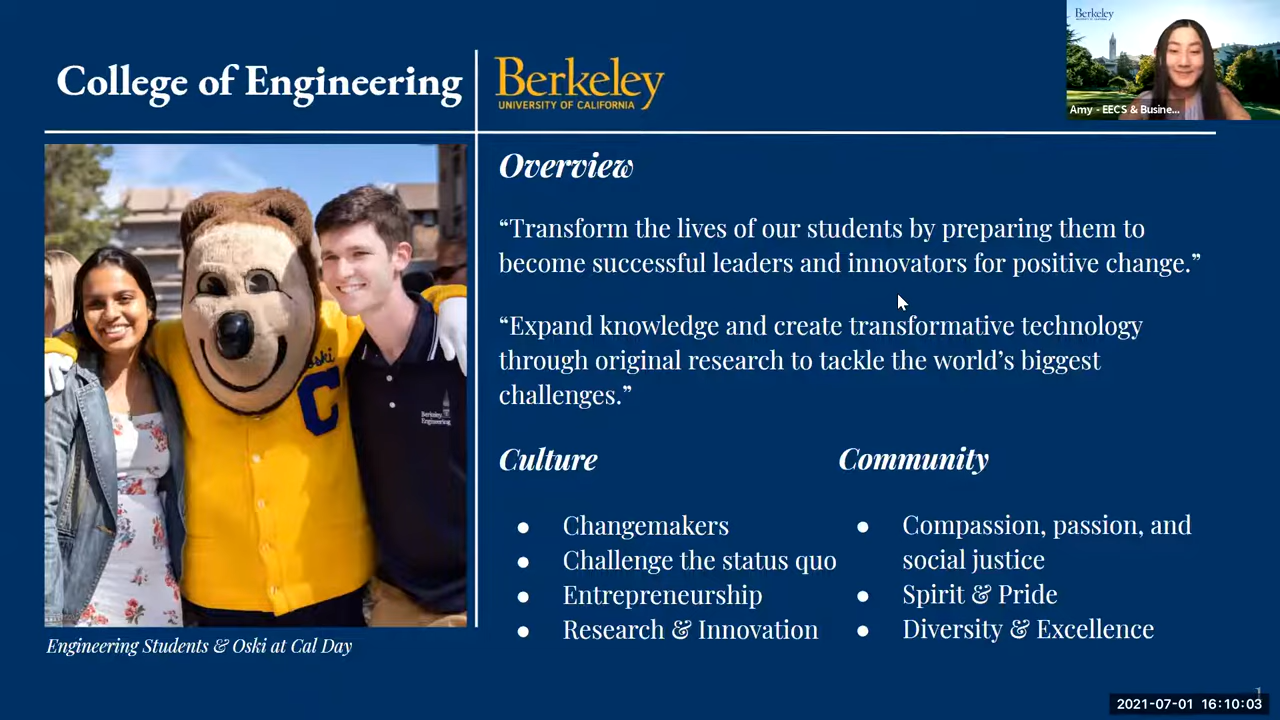 Berkeley
Amy - EECS & Busine...
College of Engineering
Berkeley
UNIVERSITY OF CALIFORNIA
Overview
“Transform the lives of our students by preparing them to
become successful leaders and innovators for positive change.”
“Expand knowledge and create transformative technology
through original research to tackle the world’s biggest
challenges.”
Culture
● Changemakers
● Challenge the status quo
● Entrepreneurship
● Research & Innovation
Community
● Compassion, passion, and
social justice
● Spirit & Pride
● Diversity & Excellence
oski
C
Berkeley
Engineering
Engineering Students & Oski at Cal Day
1
2021-07-01 16:10:03